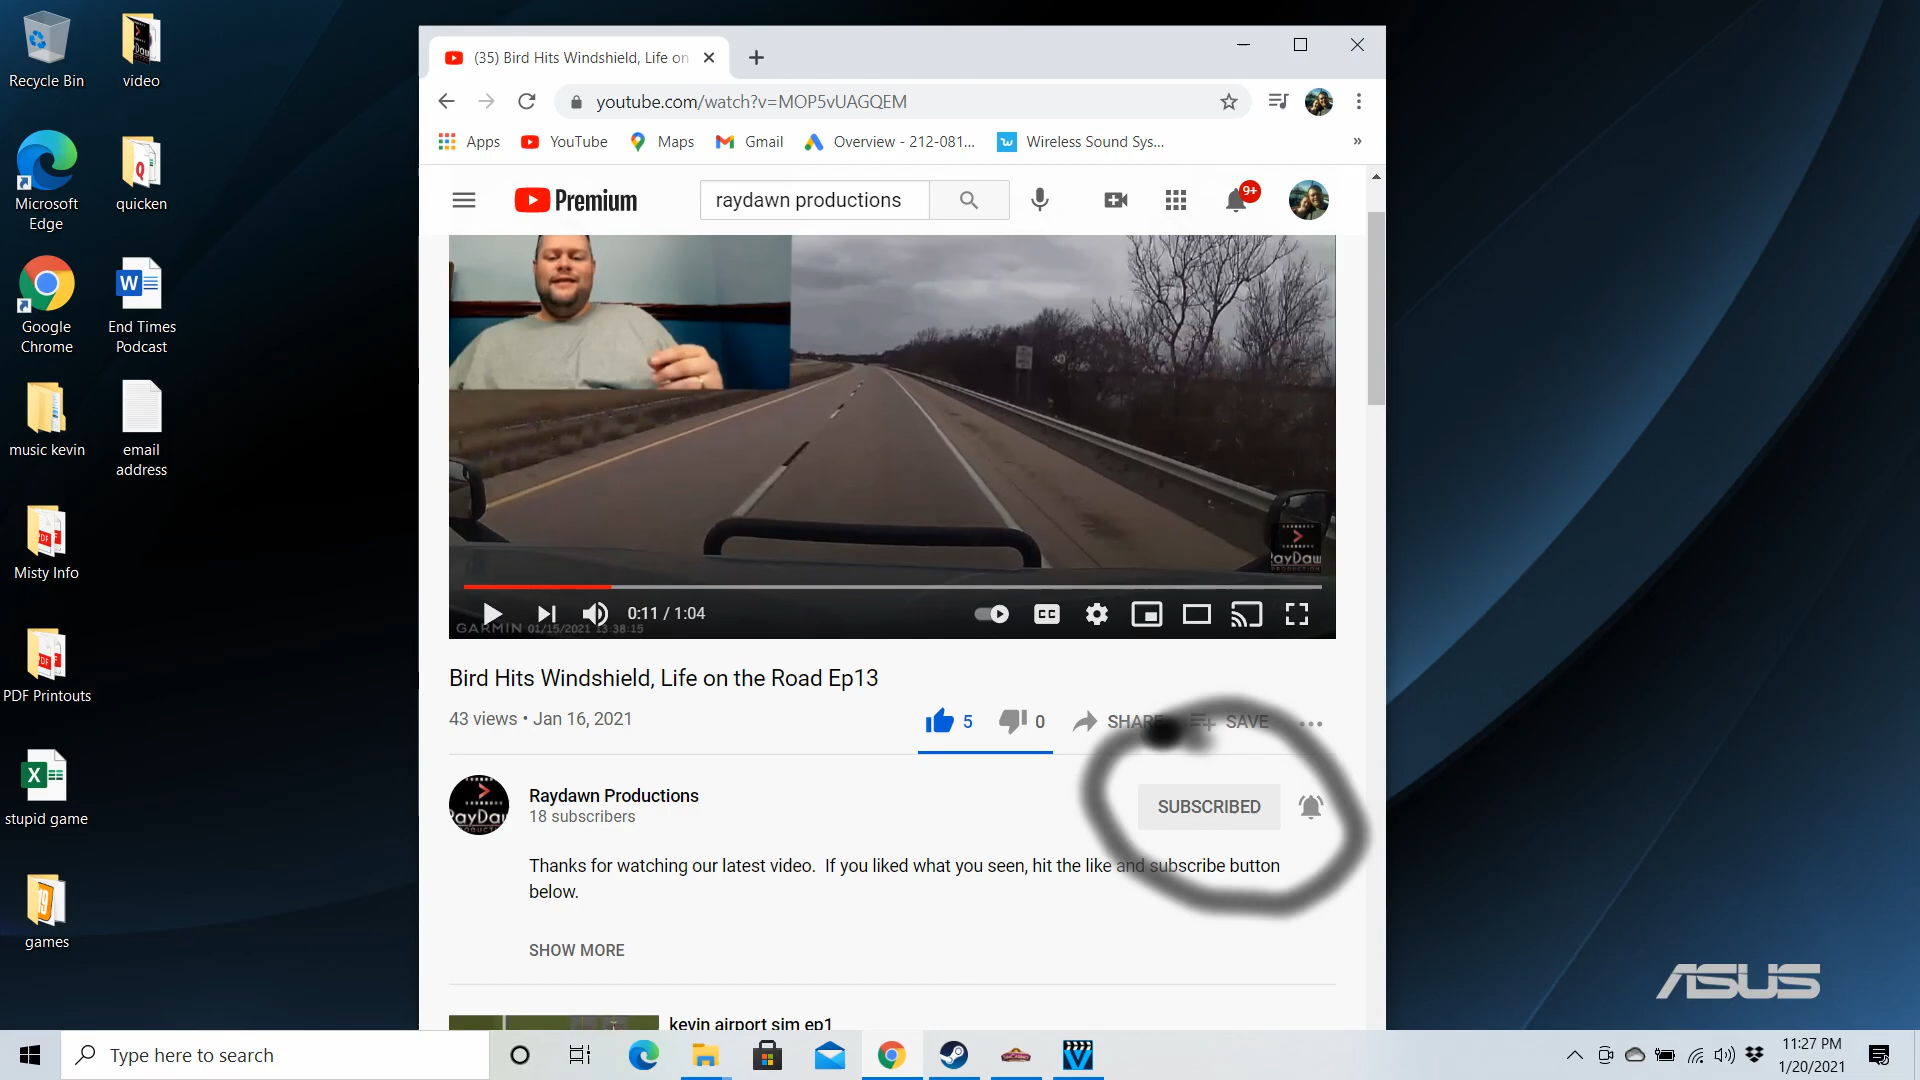 Recycle Bin
video
Microsoft
Edge
quicken
Google
Chrome
End Times
Podcast
music kevin
email
address
Misty Info
PDF Printouts
stupid game
games
(35) Bird Hits Windshield, Life on
youtube.com/watch?v=MOP5vUAGQEM
Apps
YouTube
Maps
Gmail
Overview - 212-081...
Wireless Sound Sys...
»
Premium
raydawn productions
9+
0:11 / 1:04
CC
GARMIN 01/15/2021 13:38:15
Bird Hits Windshield, Life on the Road Ep13
43 views • Jan 16, 2021
5
0
SHARE
SAVE
Raydawn Productions
18 subscribers
SUBSCRIBED
Thanks for watching our latest video.  If you liked what you seen, hit the like and subscribe button
below.
SHOW MORE
kevin airport sim ep1
ASUS
Type here to search
11:27 PM
1/20/2021